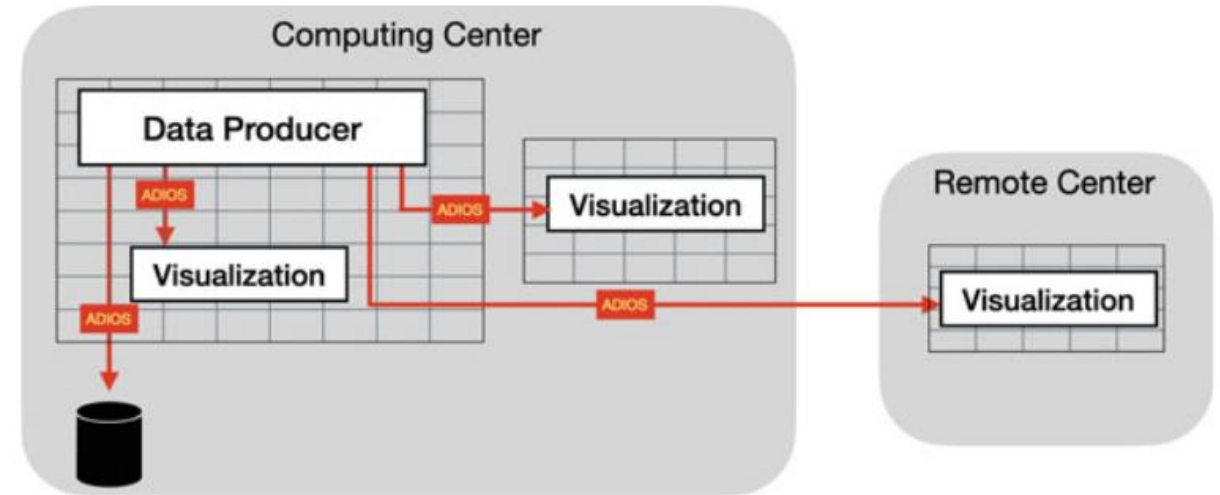 Computing Center
Data Producer
ADIOS
ADIOS
Visualization
Remote Center
Visualization
ADIOS
Visualization
ADIOS